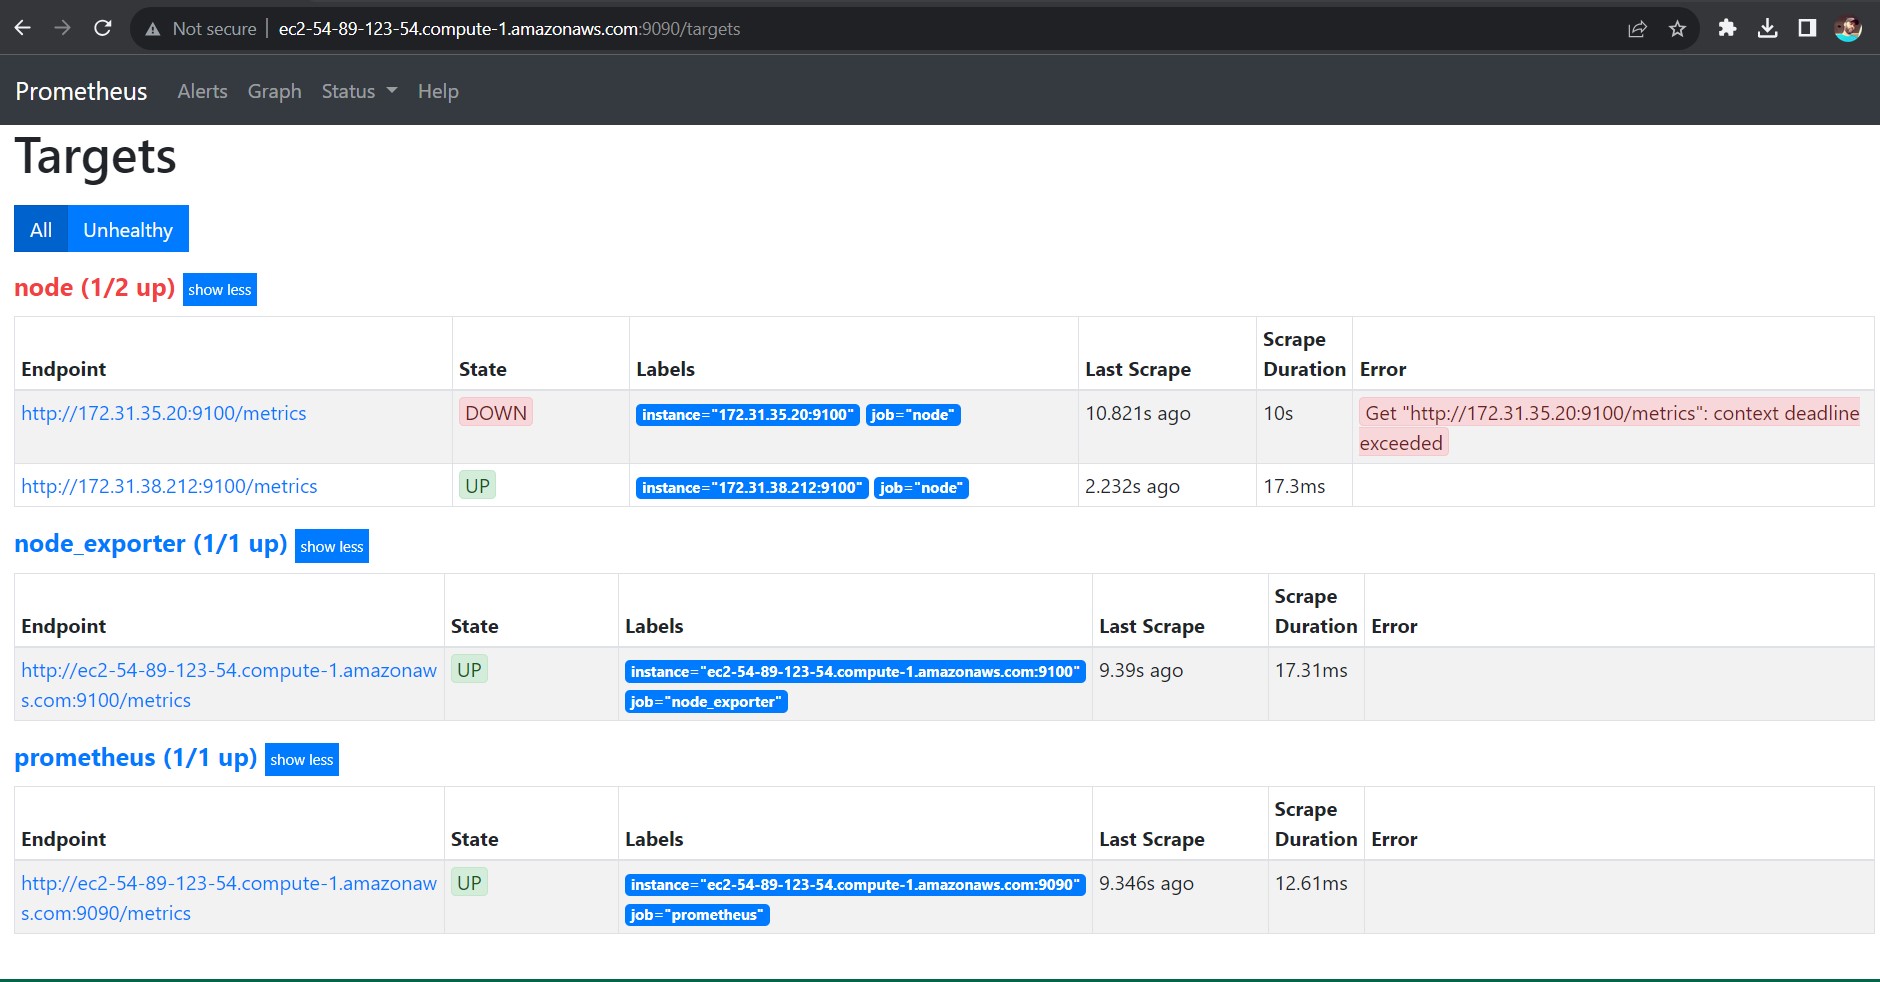 Not secure | ec2-54-89-123-54.compute-1.amazonaws.com:9090/targets
Prometheus Alerts Graph Status Help
Targets
All Unhealthy
node (1/2 up) show less
Endpoint State Labels Last Scrape Scrape Duration Error
http://172.31.35.20:9100/metrics DOWN instance="172.31.35.20:9100" job="node" 10.821s ago 10s Get "http://172.31.35.20:9100/metrics": context deadline
exceeded
http://172.31.38.212:9100/metrics UP instance="172.31.38.212:9100" job="node" 2.232s ago 17.3ms
node_exporter (1/1 up) show less
Endpoint State Labels Last Scrape Scrape Duration Error
http://ec2-54-89-123-54.compute-1.amazonaw UP instance="ec2-54-89-123-54.compute-1.amazonaws.com:9100" 9.39s ago 17.31ms
s.com:9100/metrics job="node_exporter"
prometheus (1/1 up) show less
Endpoint State Labels Last Scrape Scrape Duration Error
http://ec2-54-89-123-54.compute-1.amazonaw UP instance="ec2-54-89-123-54.compute-1.amazonaws.com:9090" 9.346s ago 12.61ms
s.com:9090/metrics job="prometheus"